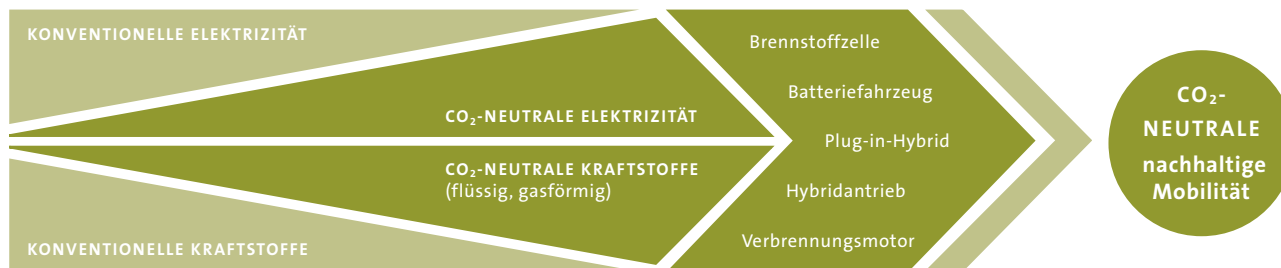 KONVENTIONELLE ELEKTRIZITÄT
CO₂-NEUTRALE ELEKTRIZITÄT
CO₂-NEUTRALE KRAFTSTOFFE
(flüssig, gasförmig)
KONVENTIONELLE KRAFTSTOFFE
Brennstoffzelle
Batteriefahrzeug
Plug-in-Hybrid
Hybridantrieb
Verbrennungsmotor
CO₂-
NEUTRALE
nachhaltige
Mobilität